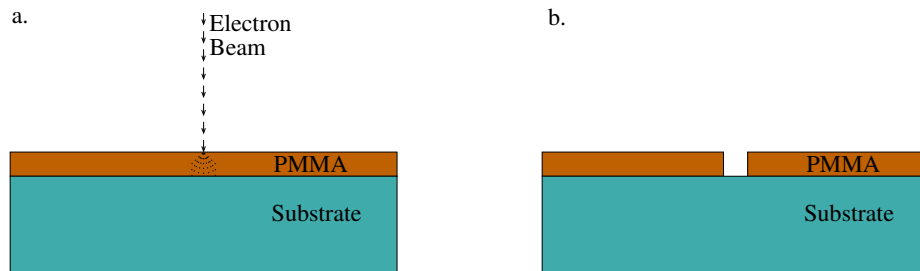 a.
Electron
Beam
PMMA
Substrate
b.
PMMA
Substrate